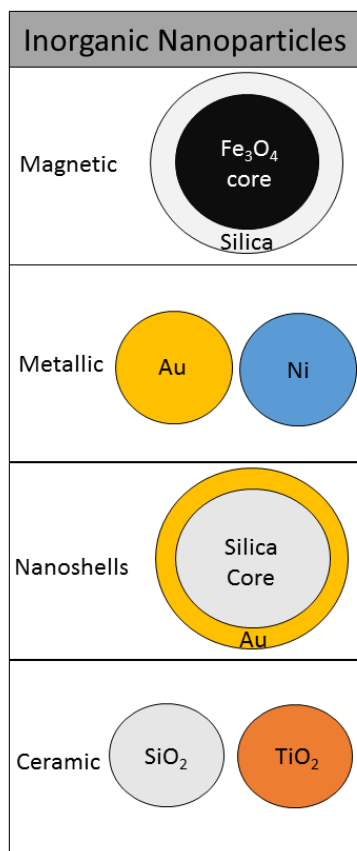 Inorganic Nanoparticles
Magnetic
Fe₃O₄
core
Silica
Metallic
Au
Ni
Nanoshells
Silica
Core
Au
Ceramic
SiO₂
TiO₂